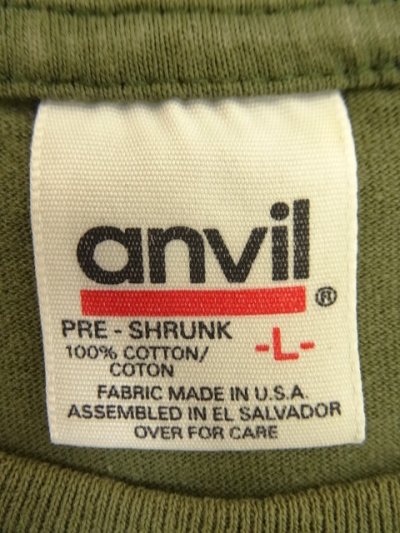 anvil ®
PRE - SHRUNK
100% COTTON/
COTON
-L-
FABRIC MADE IN U.S.A.
ASSEMBLED IN EL SALVADOR
OVER FOR CARE